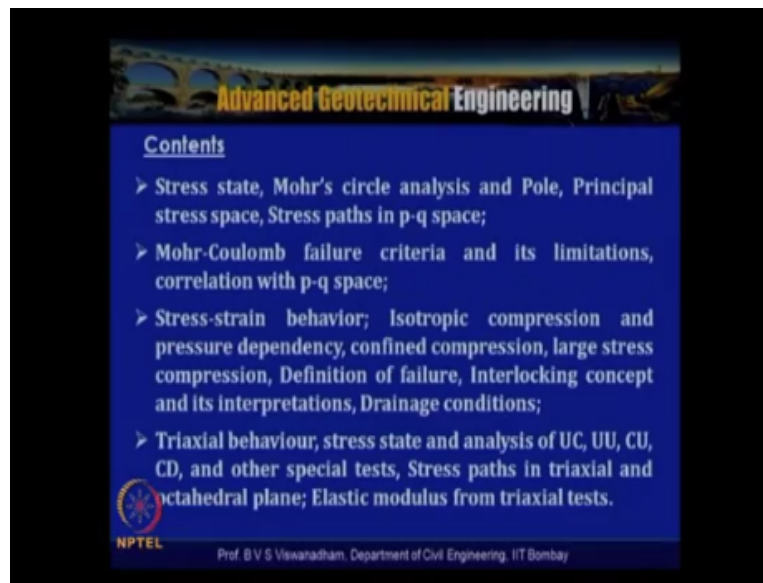 Advanced Geotechnical Engineering
Contents
➢ Stress state, Mohr's circle analysis and Pole, Principal
stress space, Stress paths in p-q space;
➢ Mohr-Coulomb failure criteria and its limitations,
correlation with p-q space;
➢ Stress-strain behavior; Isotropic compression and
pressure dependency, confined compression, large stress
compression, Definition of failure, Interlocking concept
and its interpretations, Drainage conditions;
➢ Triaxial behaviour, stress state and analysis of UC, UU, CU,
CD, and other special tests, Stress paths in triaxial and
octahedral plane; Elastic modulus from triaxial tests.
NPTEL
Prof. B V S Viswanadham, Department of Civil Engineering, IIT Bombay